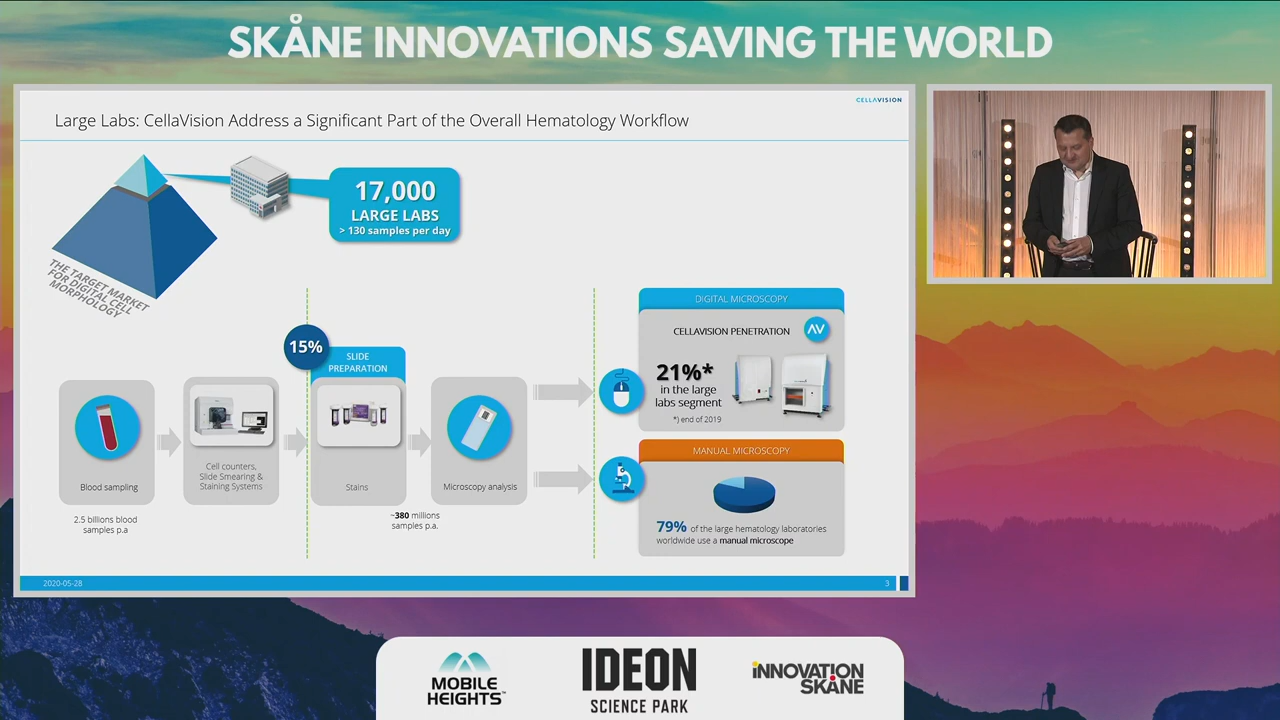 SKÅNE INNOVATIONS SAVING THE WORLD
CELLAVISION
Large Labs: CellaVision Address a Significant Part of the Overall Hematology Workflow
17,000
LARGE LABS
> 130 samples per day
THE TARGET MARKET
FOR DIGITAL CELL
MORPHOLOGY
15%
SLIDE
PREPARATION
Blood sampling
Cell counters,
Slide Smearing &
Staining Systems
Stains
Microscopy analysis
2.5 billions blood
samples p.a
~380 millions
samples p.a.
DIGITAL MICROSCOPY
CELLAVISION PENETRATION
21%*
in the large
labs segment
*) end of 2019
MANUAL MICROSCOPY
79% of the large hematology laboratories
worldwide use a manual microscope
2020-05-28
3
MOBILE
HEIGHTS™
IDEON
SCIENCE PARK
INNOVATION
SKÅNE